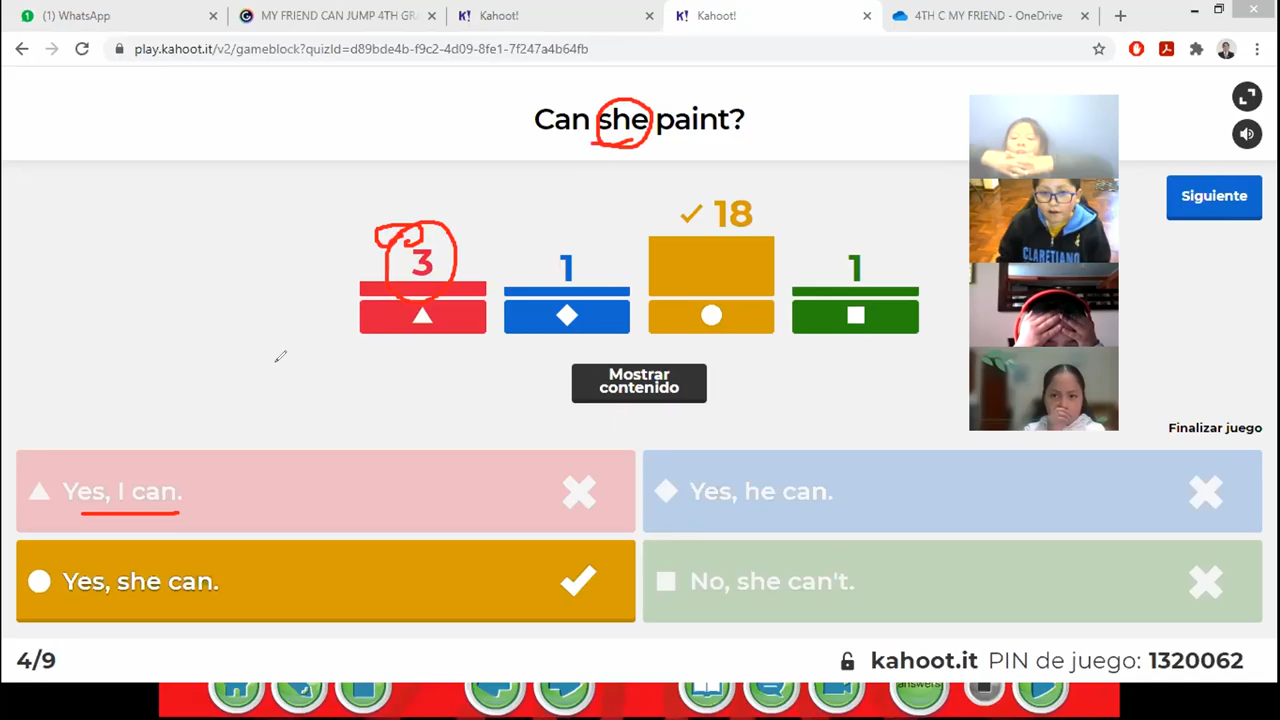 (1) WhatsApp
MY FRIEND CAN JUMP 4TH GR
K! Kahoot!
K! Kahoot!
4TH C MY FRIEND - OneDrive
play.kahoot.it/v2/gameblock?quizId=d89bde4b-f9c2-4d09-8fe1-7f247a4b64fb
Can she paint?
3
1
18
1
Siguiente
CLARETIANO
Mostrar
contenido
Finalizar juego
Yes, I can.
Yes, he can.
Yes, she can.
No, she can't.
4/9
kahoot.it PIN de juego: 1320062
answers